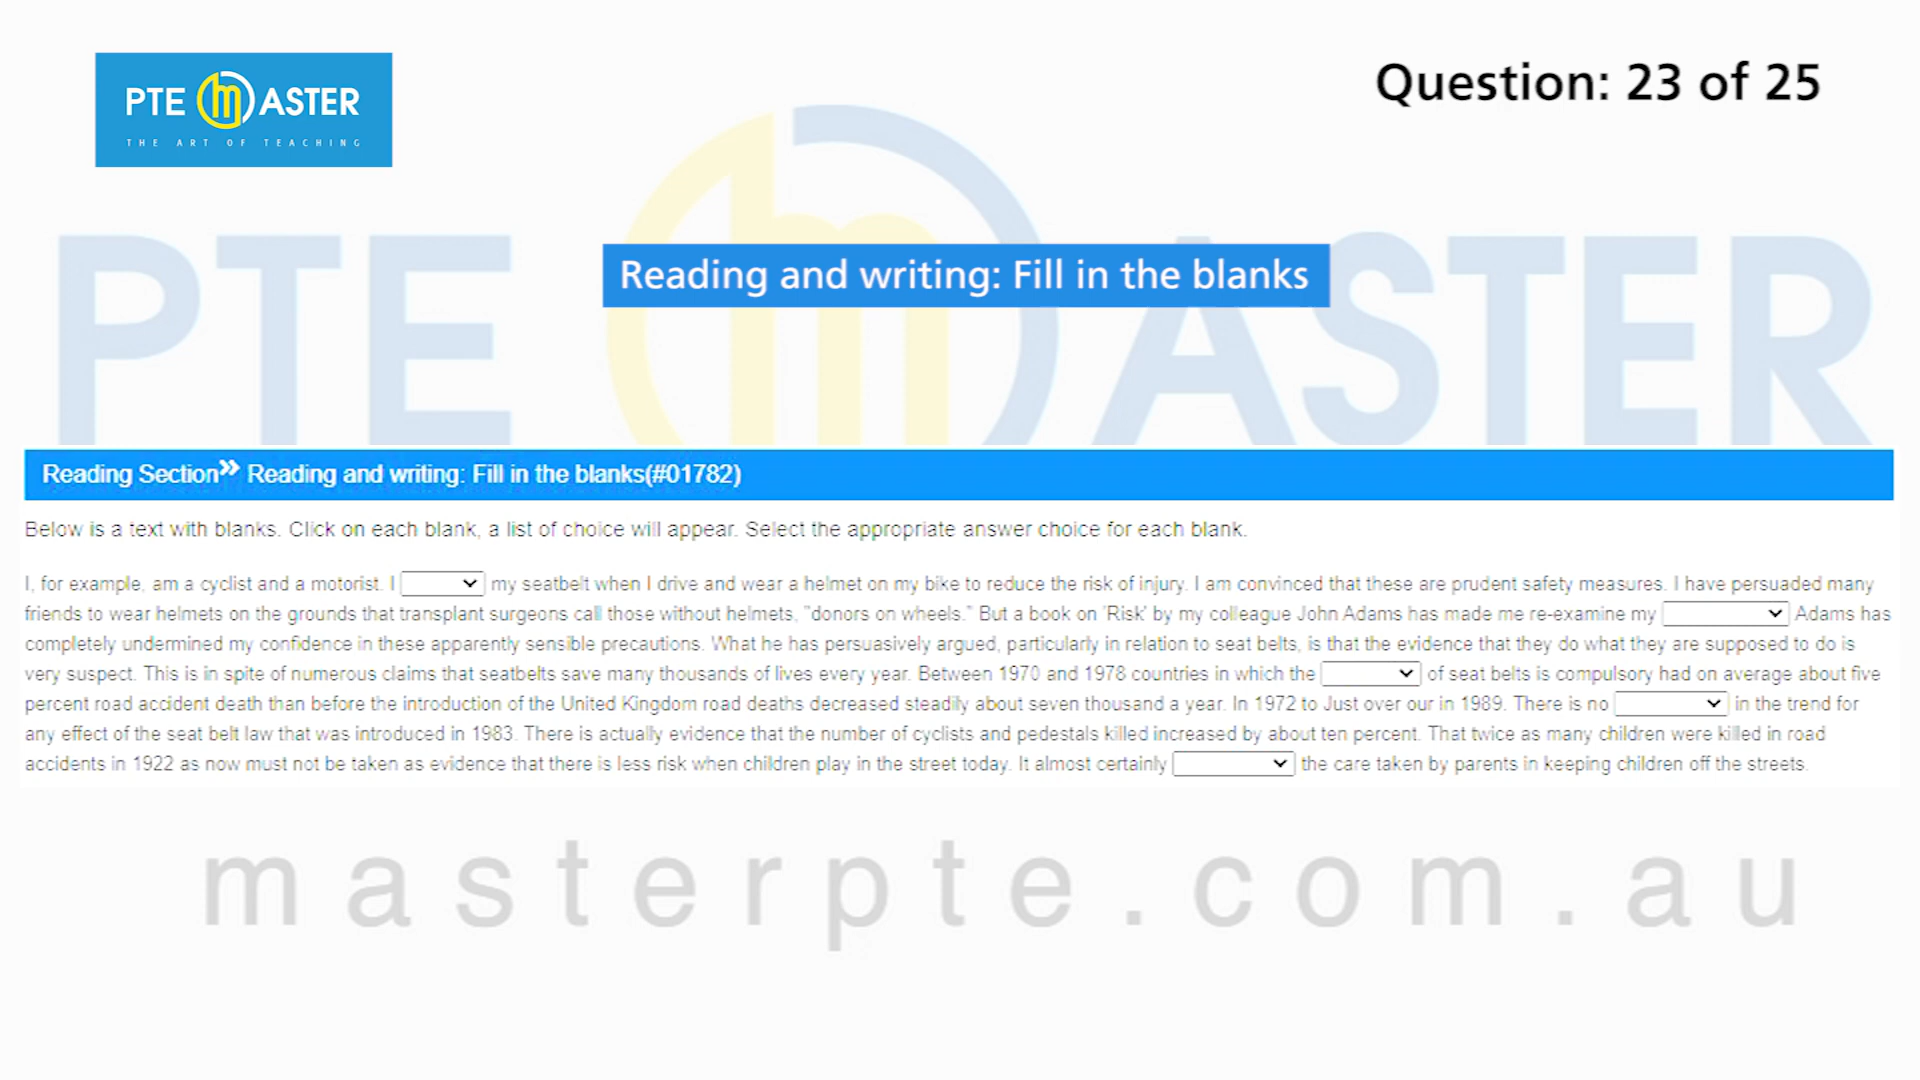 PTE MASTER
THE ART OF TEACHING
Question: 23 of 25
PTE MASTER
Reading and writing: Fill in the blanks
Reading Section» Reading and writing: Fill in the blanks(#01782)
Below is a text with blanks. Click on each blank, a list of choice will appear. Select the appropriate answer choice for each blank.
I, for example, am a cyclist and a motorist. I my seatbelt when I drive and wear a helmet on my bike to reduce the risk of injury. I am convinced that these are prudent safety measures. I have persuaded many
friends to wear helmets on the grounds that transplant surgeons call those without helmets, "donors on wheels." But a book on 'Risk' by my colleague John Adams has made me re-examine my Adams has
completely undermined my confidence in these apparently sensible precautions. What he has persuasively argued, particularly in relation to seat belts, is that the evidence that they do what they are supposed to do is
very suspect. This is in spite of numerous claims that seatbelts save many thousands of lives every year. Between 1970 and 1978 countries in which the of seat belts is compulsory had on average about five
percent road accident death than before the introduction of the United Kingdom road deaths decreased steadily about seven thousand a year. In 1972 to Just over our in 1989. There is no in the trend for
any effect of the seat belt law that was introduced in 1983. There is actually evidence that the number of cyclists and pedestals killed increased by about ten percent. That twice as many children were killed in road
accidents in 1922 as now must not be taken as evidence that there is less risk when children play in the street today. It almost certainly the care taken by parents in keeping children off the streets.
masterpte.com.au